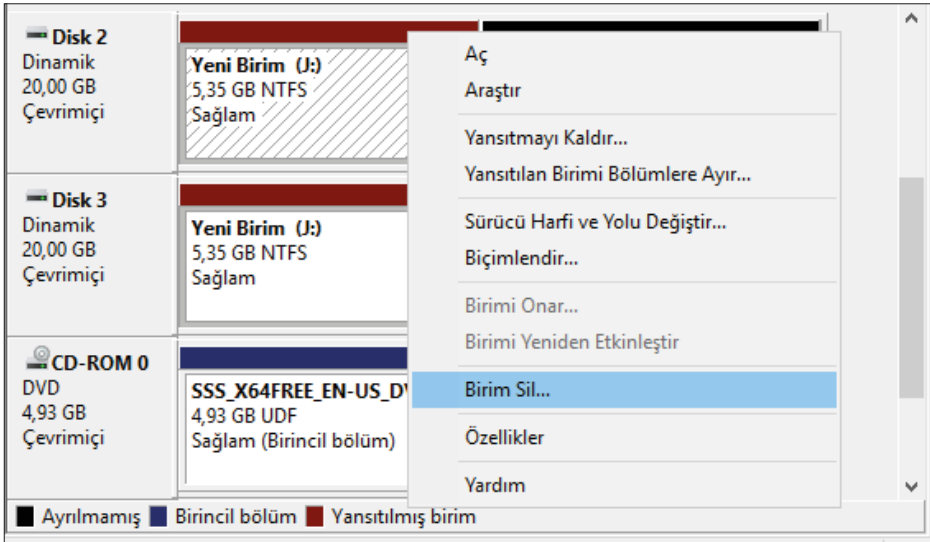 Disk 2
Dinamik
20,00 GB
Çevrimiçi
Yeni Birim (J:)
5,35 GB NTFS
Sağlam
Disk 3
Dinamik
20,00 GB
Çevrimiçi
Yeni Birim (J:)
5,35 GB NTFS
Sağlam
CD-ROM 0
DVD
4,93 GB
Çevrimiçi
SSS_X64FREE_EN-US_D
4,93 GB UDF
Sağlam (Birincil bölüm)
Aç
Araştır
Yansıtmayı Kaldır...
Yansıtılan Birimi Bölümlere Ayır...
Sürücü Harfi ve Yolu Değiştir...
Biçimlendir...
Birimi Onar...
Birimi Yeniden Etkinleştir
Birim Sil...
Özellikler
Yardım
Ayrılmamış Birincil bölüm Yansıtılmış birim